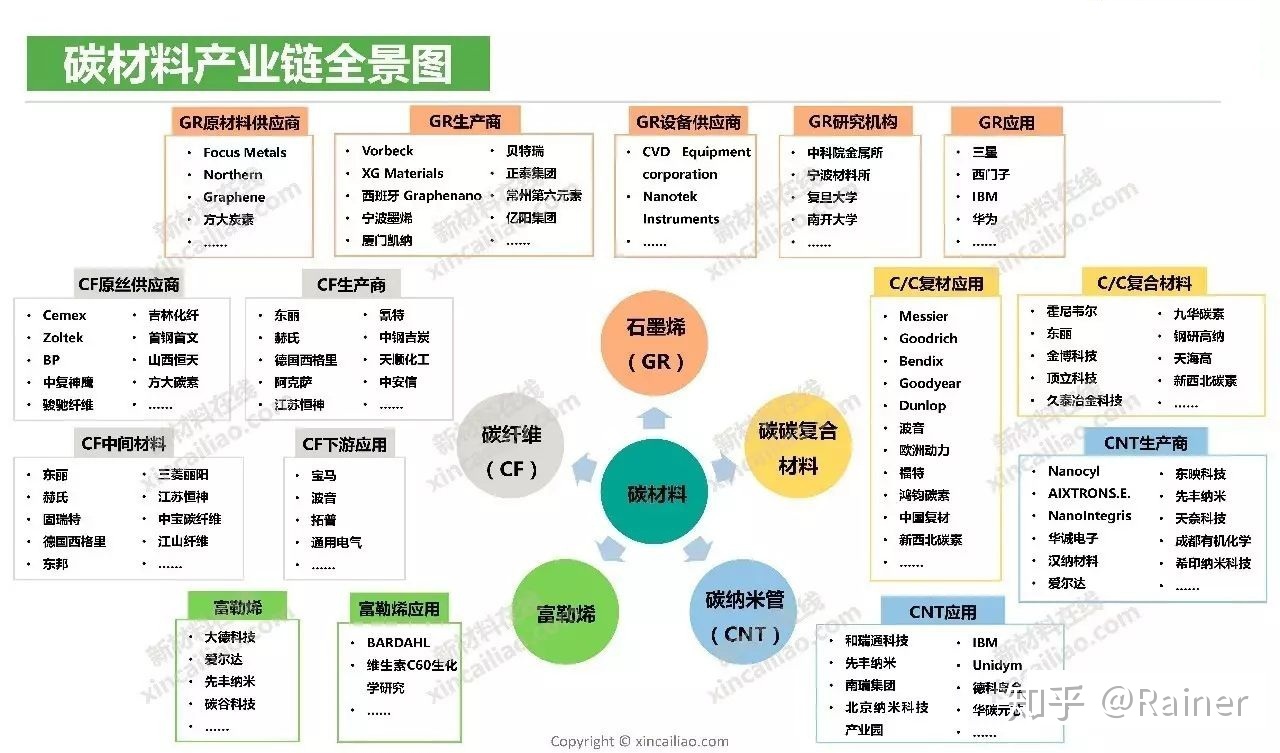 碳材料产业链全景图
GR原材料供应商
• Focus Metals
• Northern
• Graphene
• 方大炭素
• ......
GR生产商
• Vorbeck
• XG Materials
• 西班牙 Graphenano
• 宁波墨烯
• 厦门凯纳
• 贝特瑞
• 正泰集团
• 常州第六元素
• 亿阳集团
• ......
GR设备供应商
• CVD Equipment
corporation
• Nanotek
Instruments
• ......
GR研究机构
• 中科院金属所
• 宁波材料所
• 复旦大学
• 南开大学
• ......
GR应用
• 三星
• 西门子
• IBM
• 华为
• ......
CF原丝供应商
• Cemex
• Zoltek
• BP
• 中复神鹰
• 骏驰纤维
• 吉林化纤
• 首钢首文
• 山西恒天
• 方大碳素
• ......
CF生产商
• 东丽
• 赫氏
• 德国西格里
• 阿克萨
• 江苏恒神
• 氰特
• 中钢吉炭
• 天顺化工
• 中安信
• ......
石墨烯
（GR）
C/C复材应用
• Messier
• Goodrich
• Bendix
• Goodyear
• Dunlop
• 波音
• 欧洲动力
• 福特
• 鸿钧碳素
• 中国复材
• 新西北碳素
• ......
C/C复合材料
• 霍尼韦尔
• 东丽
• 金博科技
• 顶立科技
• 久泰冶金科技
• 九华碳素
• 钢研高纳
• 天海高
• 新西北碳素
• ......
CF中间材料
• 东丽
• 赫氏
• 固瑞特
• 德国西格里
• 东邦
• 三菱丽阳
• 江苏恒神
• 中宝碳纤维
• 江山纤维
• ......
CF下游应用
• 宝马
• 波音
• 拓普
• 通用电气
• ......
碳纤维
（CF）
碳碳复合
材料
碳材料
CNT生产商
• Nanocyl
• AIXTRONS.E.
• NanoIntegris
• 华诚电子
• 汉纳材料
• 爱尔达
• 东映科技
• 先丰纳米
• 天奈科技
• 成都有机化学
• 希印纳米科技
• ......
富勒烯
• 大德科技
• 爱尔达
• 先丰纳米
• 碳谷科技
• ......
富勒烯应用
• BARDAHL
• 维生素C60生化
学研究
• ......
富勒烯
碳纳米管
（CNT）
CNT应用
• 和瑞通科技
• 先丰纳米
• 南瑞集团
• 北京纳米科技
产业园
• IBM
• Unidym
• 德科岛金
• 华碳元芯
• ......
新材料在线
xincailiao.com
知乎 @Rainer
Copyright © xincailiao.com